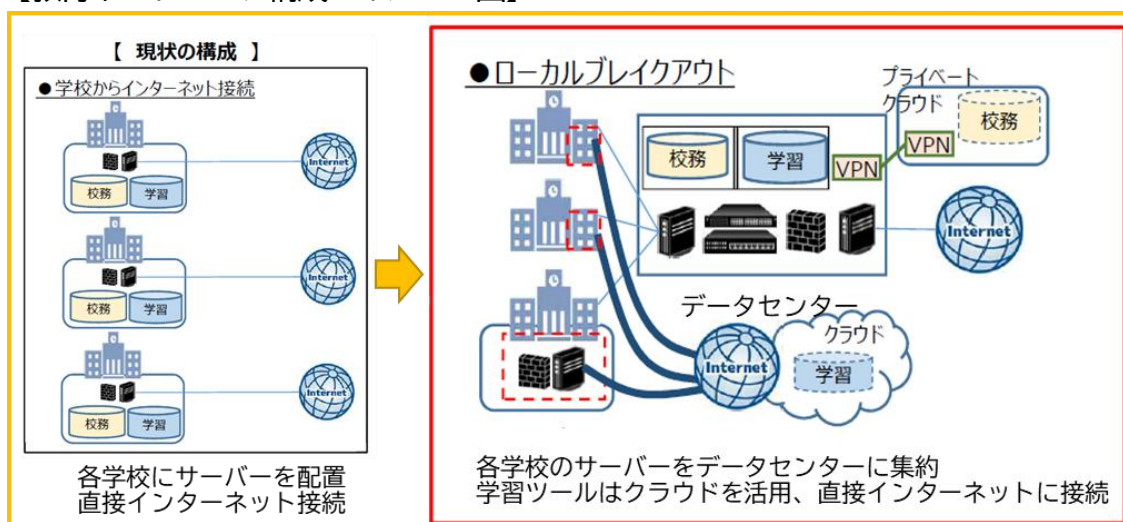 【 現状の構成 】
●学校からインターネット接続
Internet
校務 学習
Internet
校務 学習
Internet
校務 学習
各学校にサーバーを配置
直接インターネット接続
●ローカルブレイクアウト
プライベート
クラウド
校務
VPN
校務 学習
VPN
Internet
データセンター
クラウド
Internet
学習
各学校のサーバーをデータセンターに集約
学習ツールはクラウドを活用、直接インターネットに接続